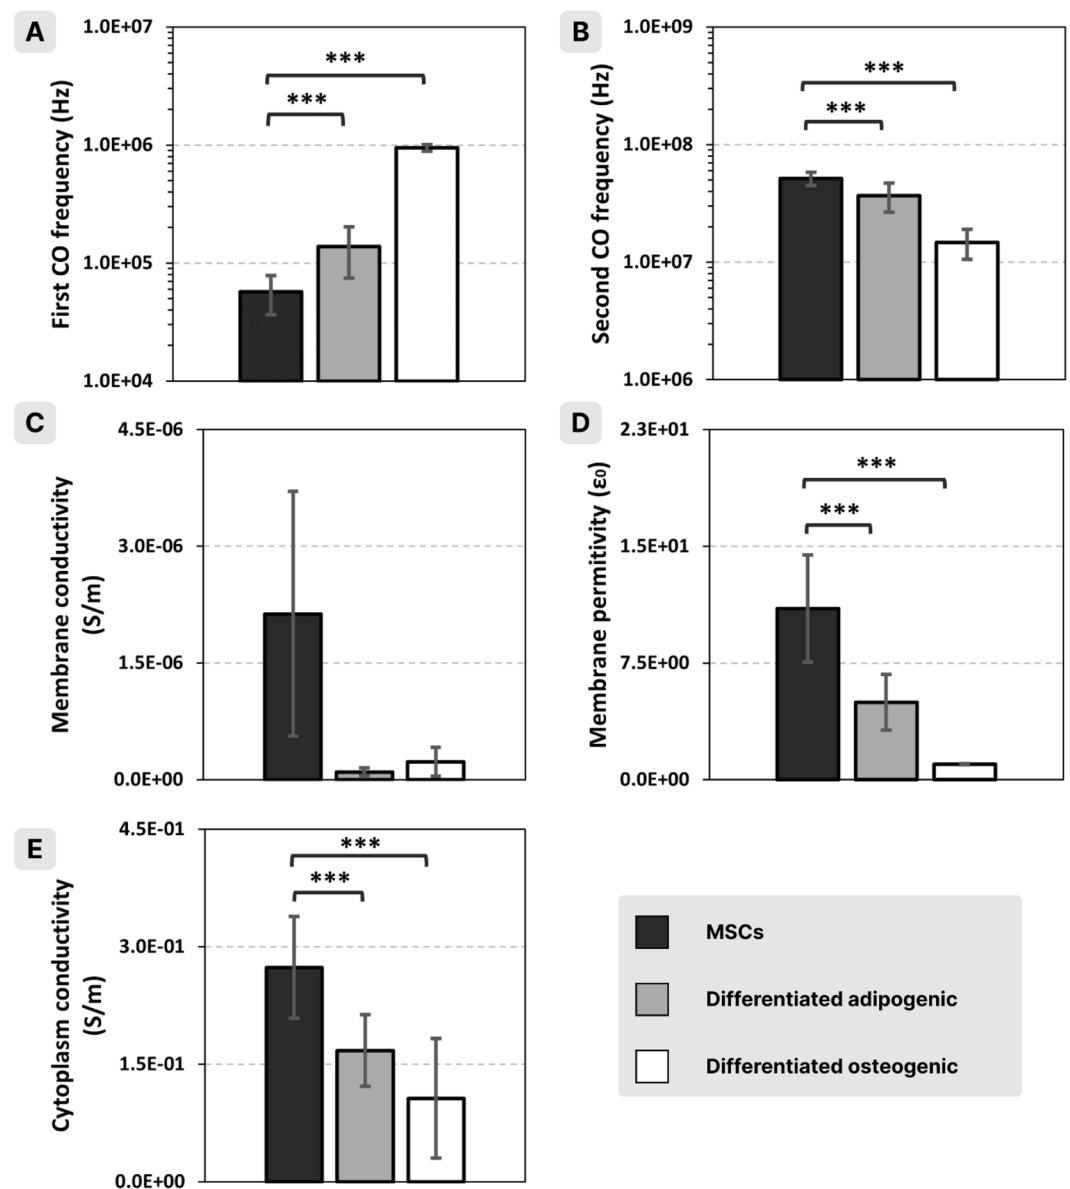 A
First CO frequency (Hz)
1.0E+07
1.0E+06
1.0E+05
1.0E+04
***
***
B
Second CO frequency (Hz)
1.0E+09
1.0E+08
1.0E+07
1.0E+06
***
***
C
Membrane conductivity
(S/m)
4.5E-06
3.0E-06
1.5E-06
0.0E+00
D
Membrane permitivity (ε0)
2.3E+01
1.5E+01
7.5E+00
0.0E+00
***
***
E
Cytoplasm conductivity
(S/m)
4.5E-01
3.0E-01
1.5E-01
0.0E+00
***
***
MSCs
Differentiated adipogenic
Differentiated osteogenic